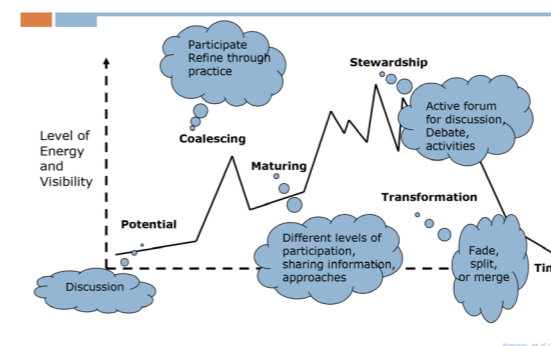 Participate
Refine through
practice
Stewardship
Active forum
for discussion,
Debate,
activities
Level of
Energy
and
Visibility
Coalescing
Maturing
Transformation
Potential
Different levels of
participation,
sharing information,
approaches
Fade,
split,
or merge
Discussion